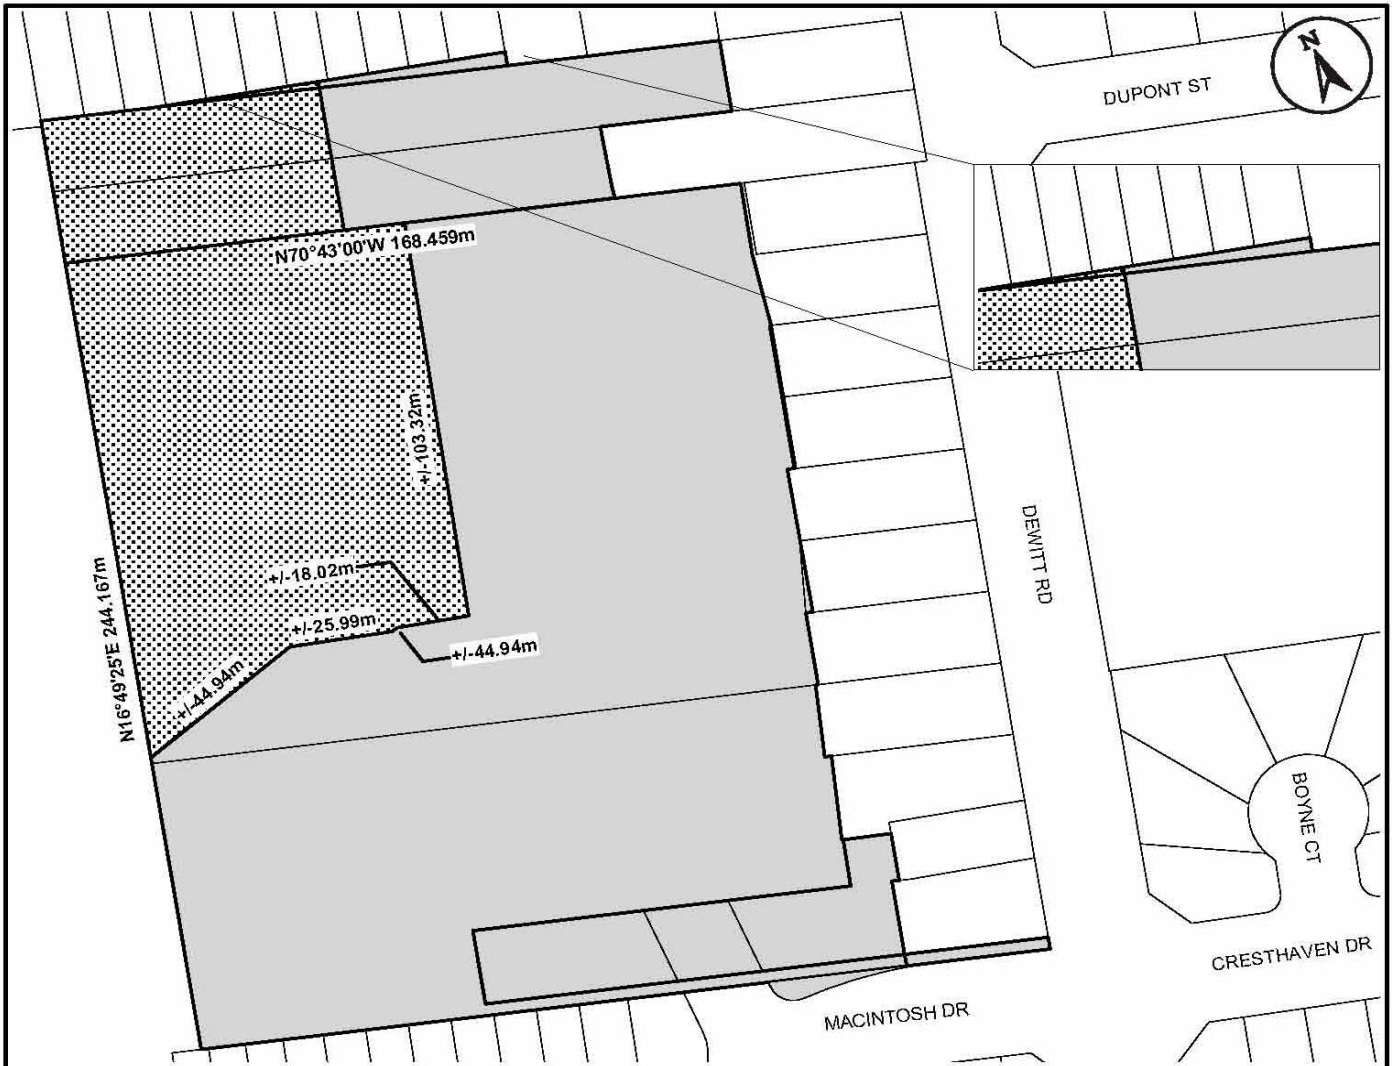 N
DUPONT ST
N70°43'00'W 168.459m
+/-103.32m
DEWITT RD
+/-18.02m
+/-25.99m
+/-44.94m
+/-44.94m
N16°49'25'E 244.167m
BOYNE CT
CRESTHAVEN DR
MACINTOSH DR